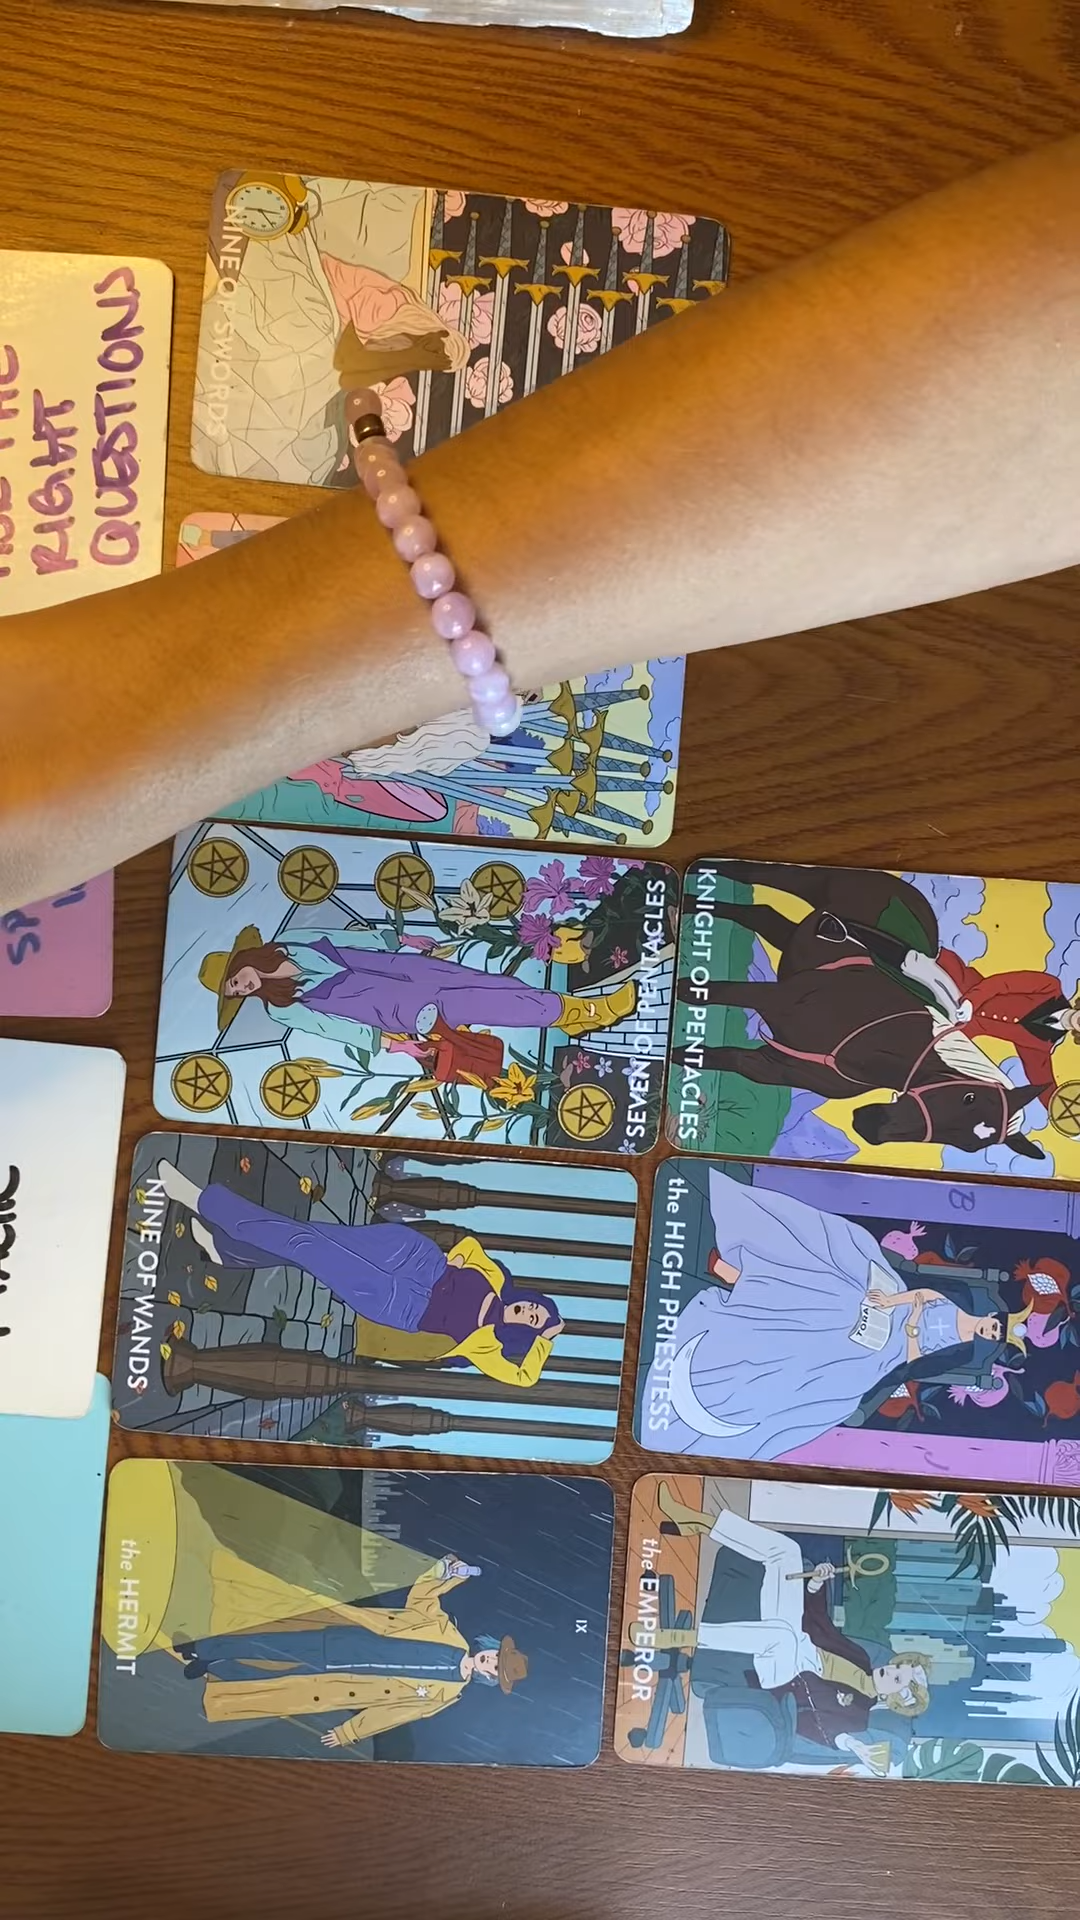 NINE OF SWORDS
THE
RIGHT
QUESTIONS
SEVEN OF PENTACLES
KNIGHT OF PENTACLES
NINE OF WANDS
the HIGH PRIESTESS
B
J
TORA
the HERMIT
IX
the EMPEROR